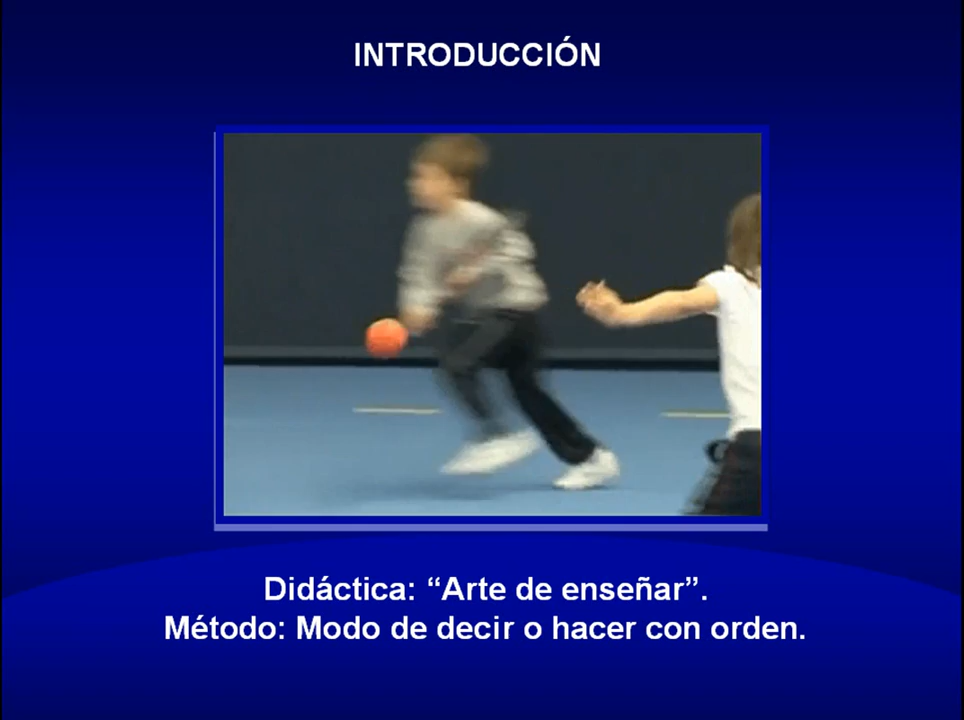 INTRODUCCIÓN
Didáctica: “Arte de enseñar”.
Método: Modo de decir o hacer con orden.